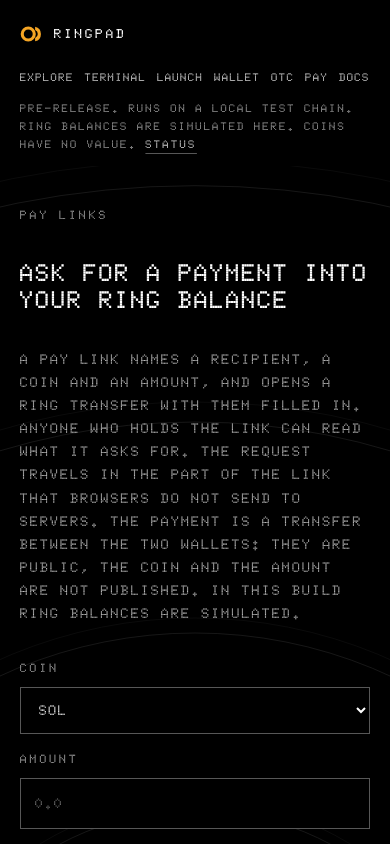 RINGPAD
EXPLORE TERMINAL LAUNCH WALLET OTC PAY DOCS
PRE-RELEASE. RUNS ON A LOCAL TEST CHAIN.
RING BALANCES ARE SIMULATED HERE. COINS
HAVE NO VALUE. STATUS
PAY LINKS
ASK FOR A PAYMENT INTO
YOUR RING BALANCE
A PAY LINK NAMES A RECIPIENT, A
COIN AND AN AMOUNT, AND OPENS A
RING TRANSFER WITH THEM FILLED IN.
ANYONE WHO HOLDS THE LINK CAN READ
WHAT IT ASKS FOR. THE REQUEST
TRAVELS IN THE PART OF THE LINK
THAT BROWSERS DO NOT SEND TO
SERVERS. THE PAYMENT IS A TRANSFER
BETWEEN THE TWO WALLETS: THEY ARE
PUBLIC, THE COIN AND THE AMOUNT
ARE NOT PUBLISHED. IN THIS BUILD
RING BALANCES ARE SIMULATED.
COIN
SOL
AMOUNT
0.0